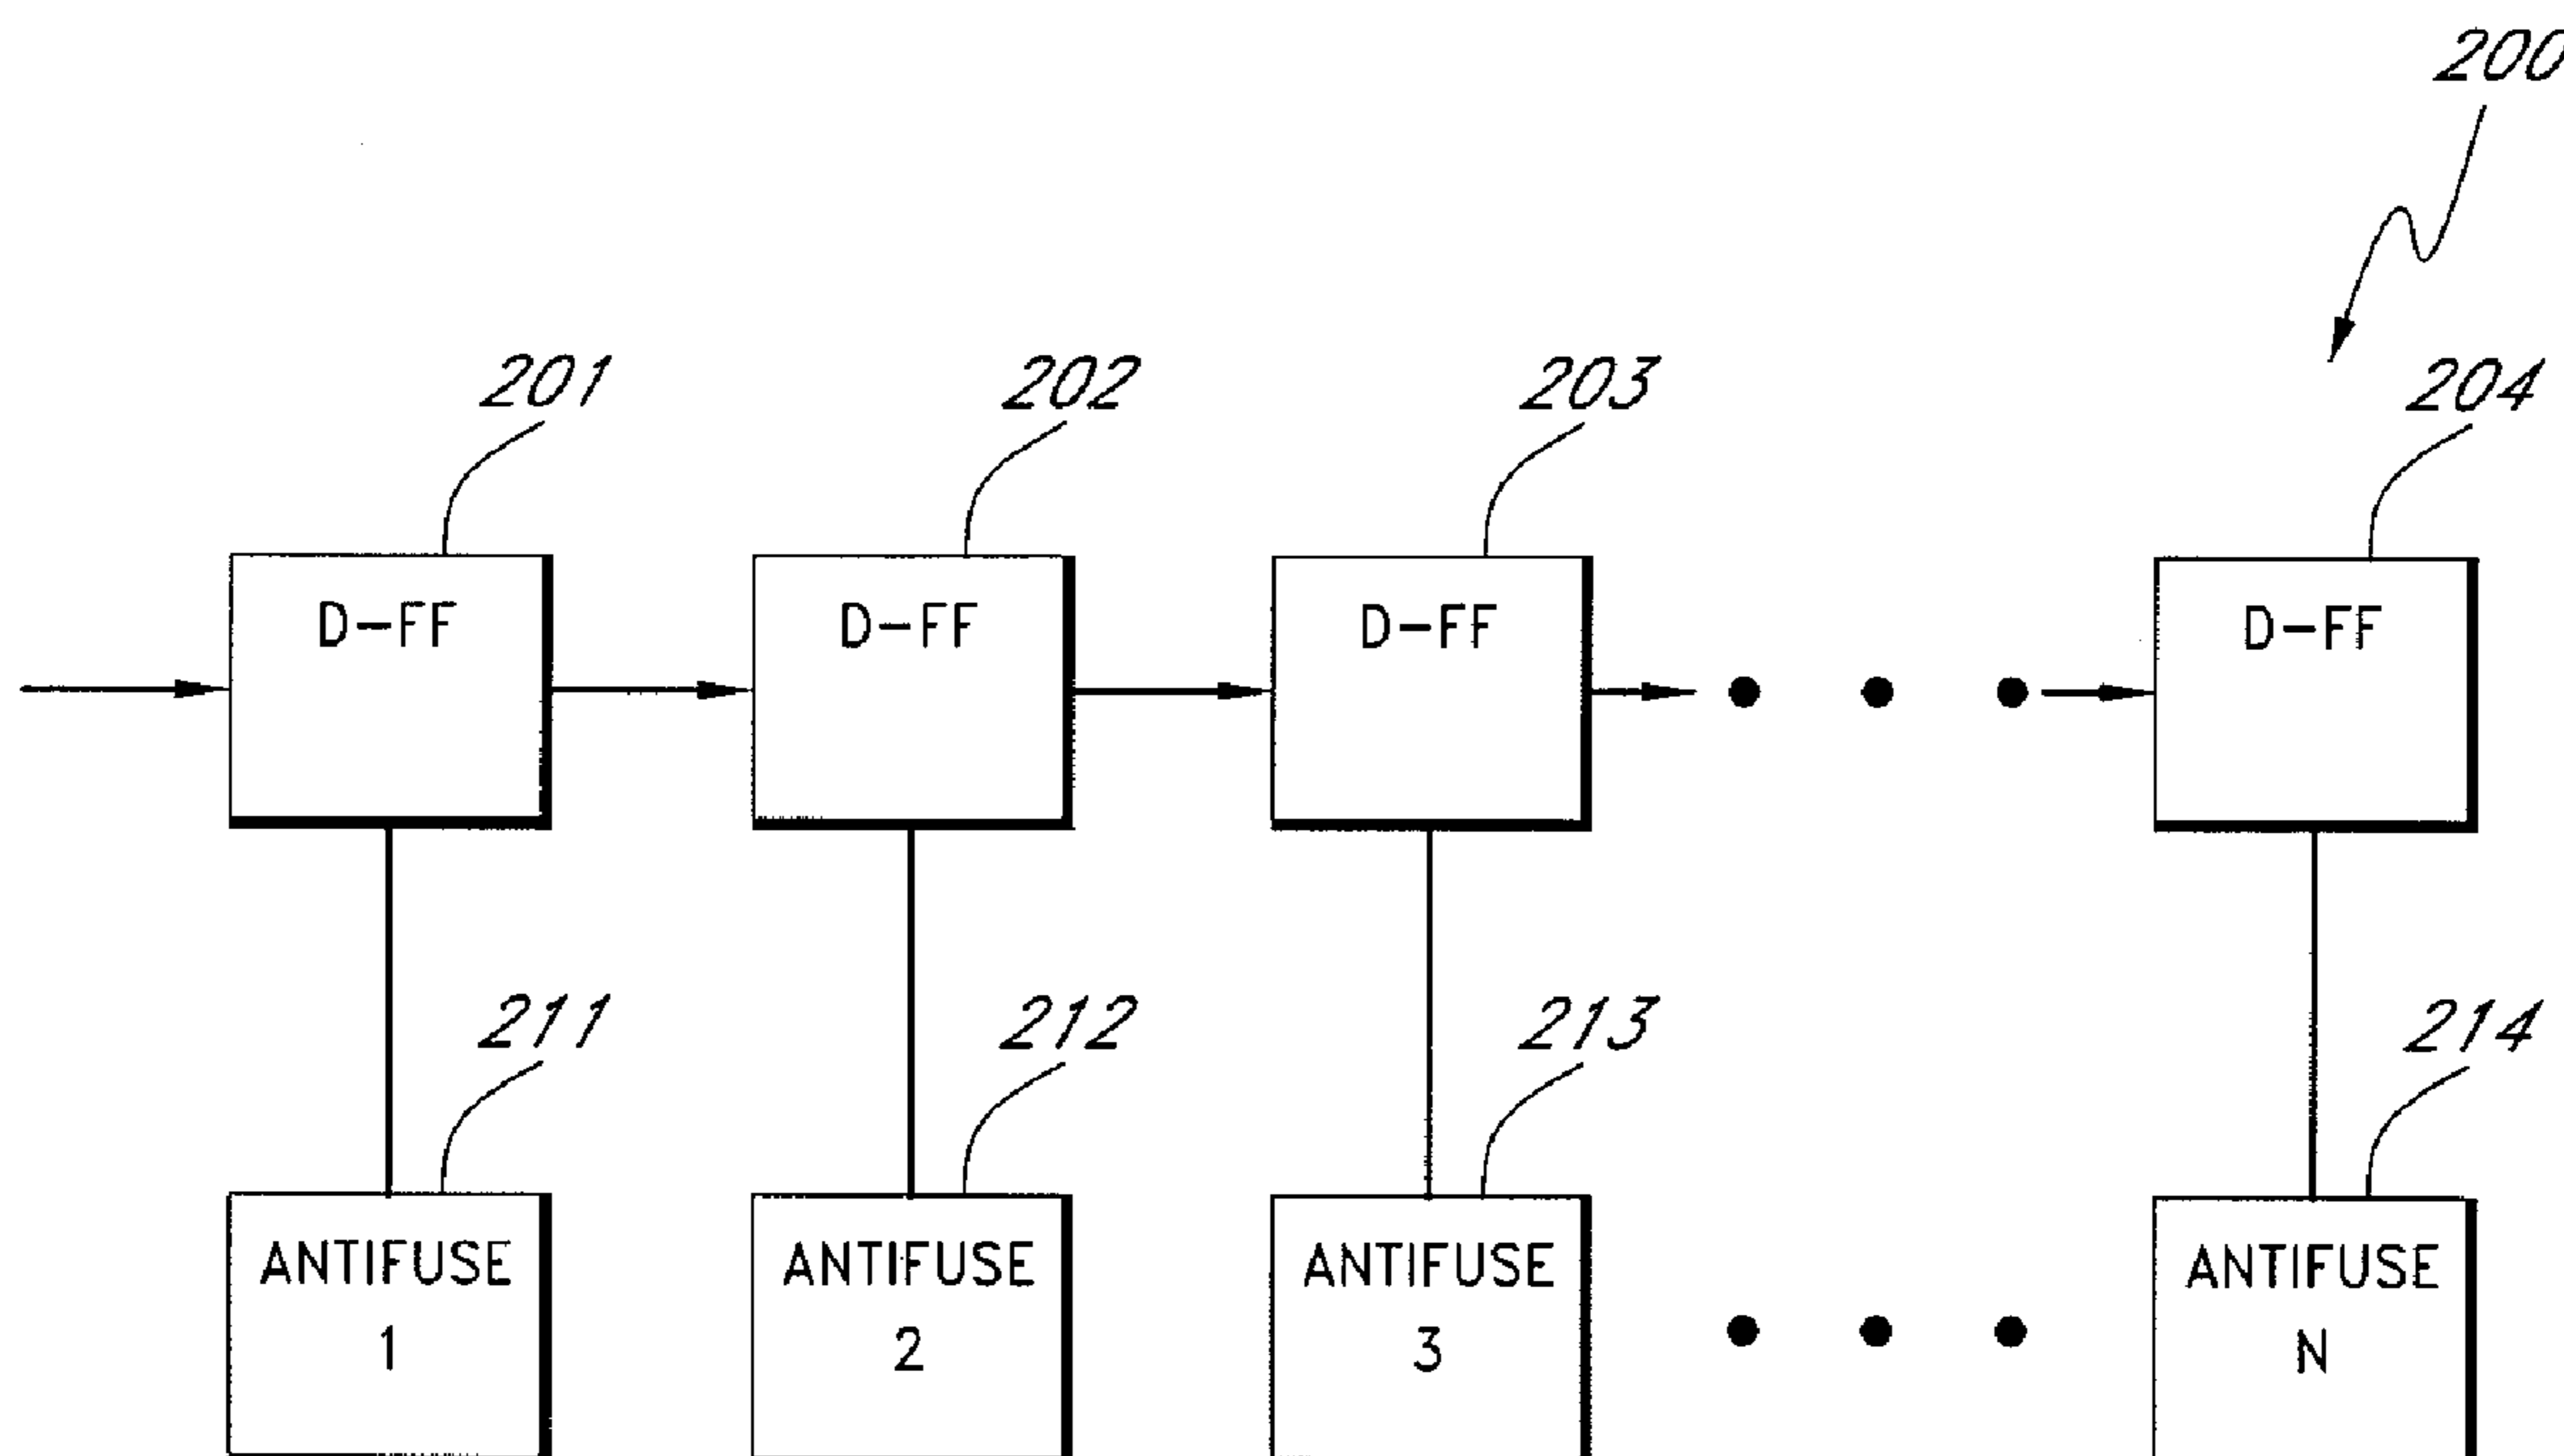 200
201 202 203 204
D-FF D-FF D-FF D-FF
211 212 213 214
ANTIFUSE ANTIFUSE ANTIFUSE ANTIFUSE
1 2 3 N